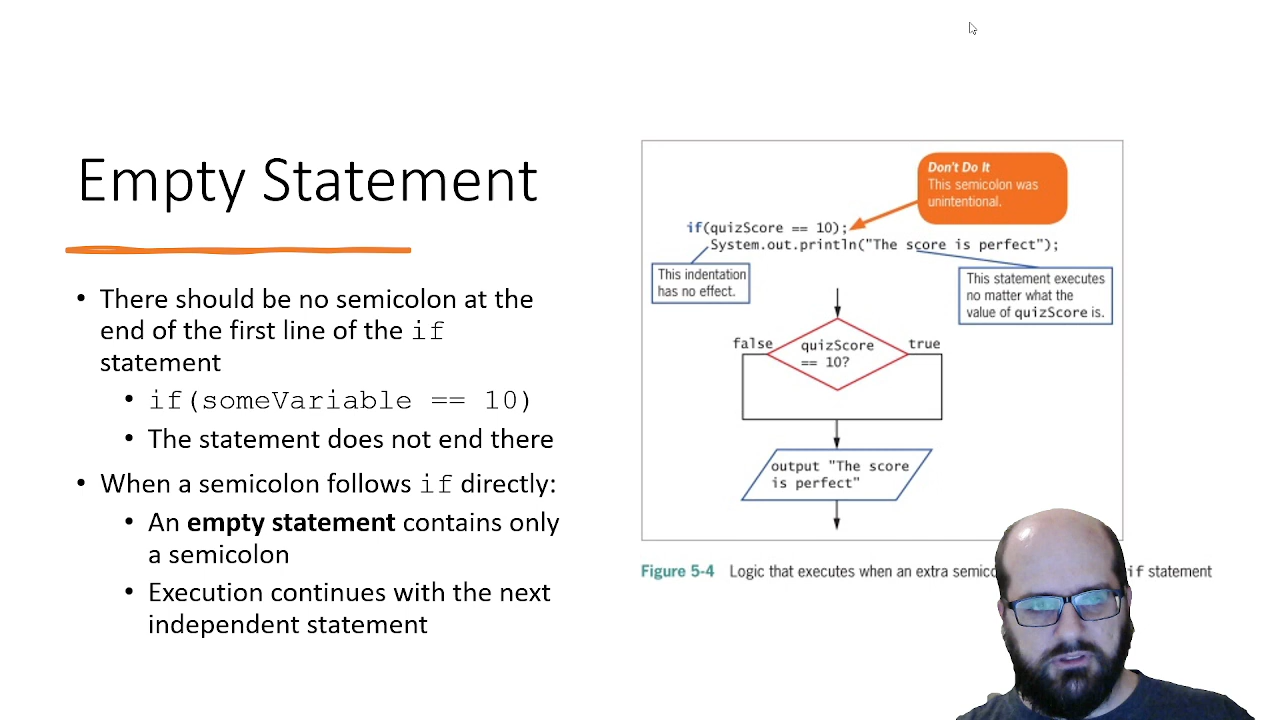 Empty Statement
• There should be no semicolon at the
end of the first line of the if
statement
• if(someVariable == 10)
• The statement does not end there
• When a semicolon follows if directly:
• An empty statement contains only
a semicolon
• Execution continues with the next
independent statement
Don't Do It
This semicolon was
unintentional.
if(quizScore == 10);
System.out.println("The score is perfect");
This indentation
has no effect.
This statement executes
no matter what the
value of quizScore is.
false
quizScore
== 10?
true
output "The score
is perfect"
Figure 5-4 Logic that executes when an extra if statement